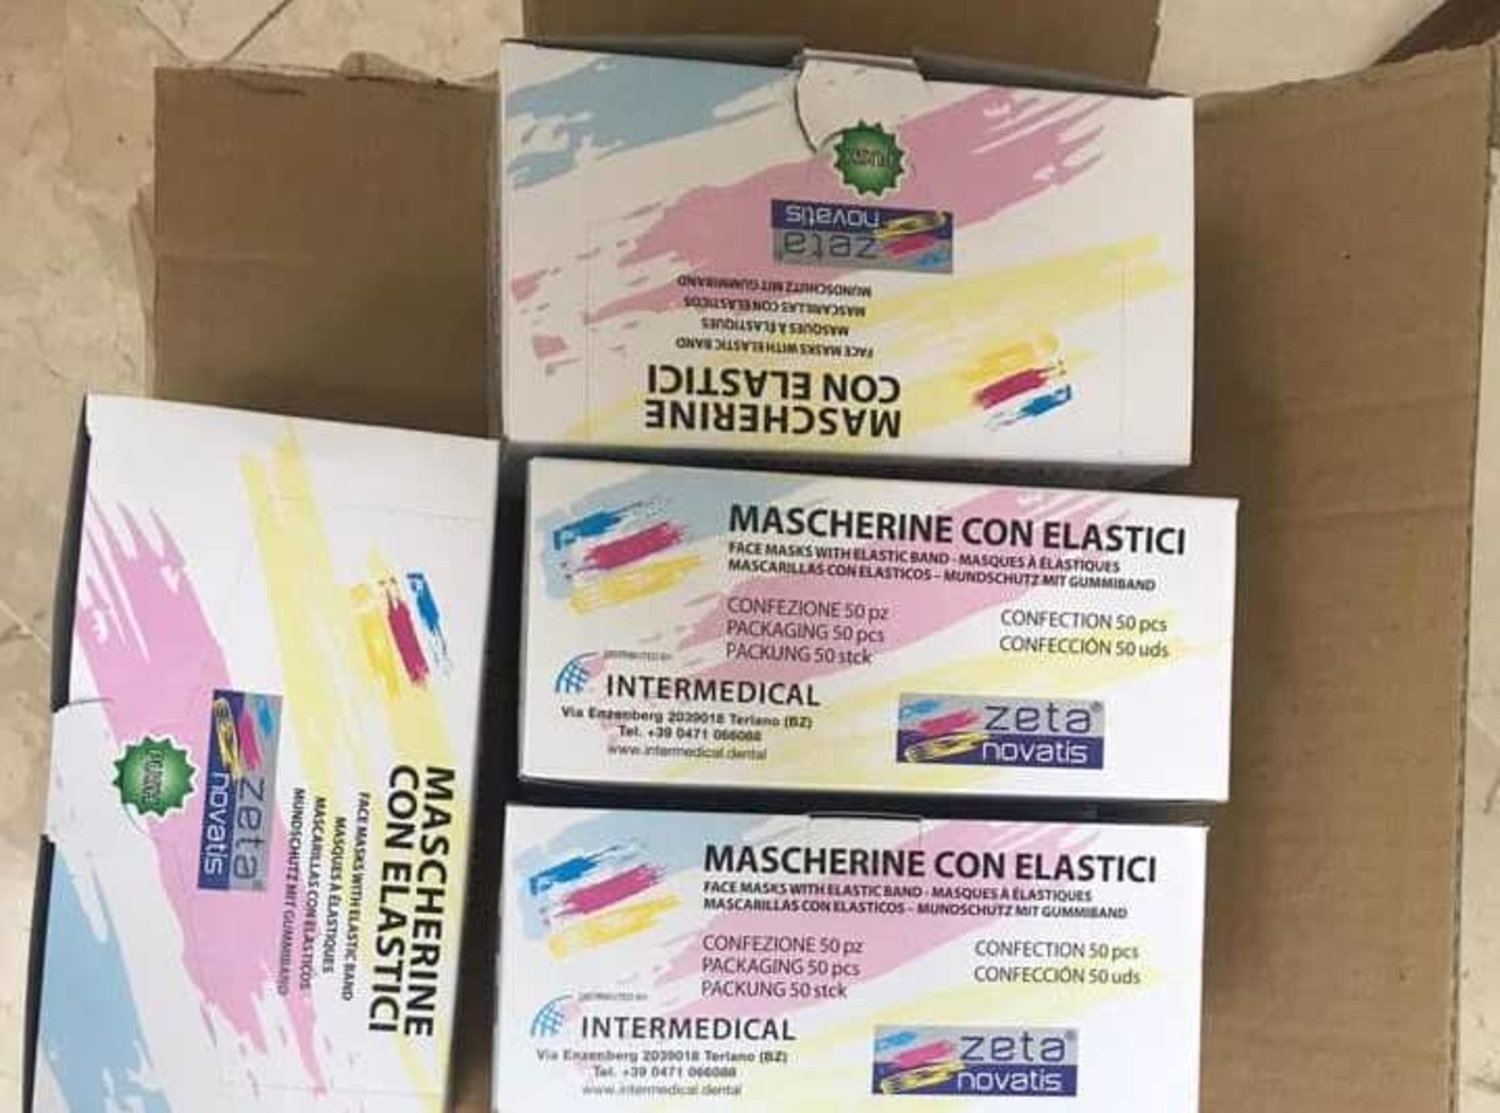 zeta
novatis
MUNDSCHUTZ MIT GUMMIBAND
MASCARILLAS CON ELASTICOS
MASQUES À ÉLASTIQUES
FACE MASKS WITH ELASTIC BAND
MASCHERINE
CON ELASTICI
MASCHERINE
CON ELASTICI
FACE MASKS WITH ELASTIC BAND
MASQUES À ÉLASTIQUES
MASCARILLAS CON ELASTICOS
MUNDSCHUTZ MIT GUMMIBAND
zeta®
novatis
MASCHERINE CON ELASTICI
FACE MASKS WITH ELASTIC BAND - MASQUES À ÉLASTIQUES
MASCARILLAS CON ELASTICOS – MUNDSCHUTZ MIT GUMMIBAND
CONFEZIONE 50 pz
PACKAGING 50 pcs
PACKUNG 50 stck
CONFECTION 50 pcs
CONFECCIÓN 50 uds
DISTRIBUTED BY
INTERMEDICAL
Via Enzenberg 2039018 Terlano (BZ)
Tel. +39 0471 066088
www.intermedical.dental
zeta®
novatis
MASCHERINE CON ELASTICI
FACE MASKS WITH ELASTIC BAND - MASQUES À ÉLASTIQUES
MASCARILLAS CON ELASTICOS – MUNDSCHUTZ MIT GUMMIBAND
CONFEZIONE 50 pz
PACKAGING 50 pcs
PACKUNG 50 stck
CONFECTION 50 pcs
CONFECCIÓN 50 uds
DISTRIBUTED BY
INTERMEDICAL
Via Enzenberg 2039018 Terlano (BZ)
Tel. +39 0471 066088
www.intermedical.dental
zeta®
novatis